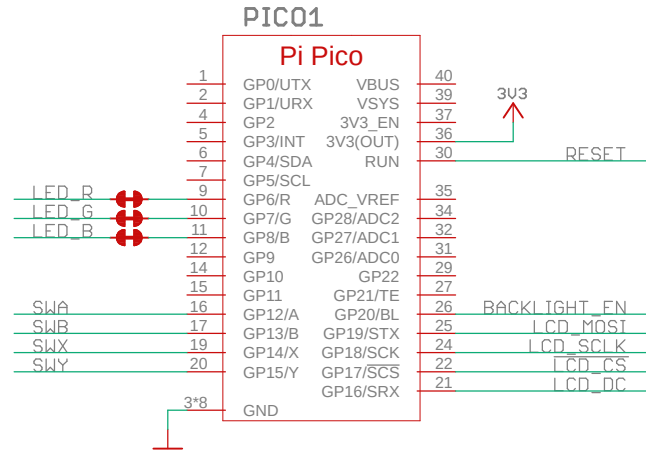 PICO1
Pi Pico
1 GP0/UTX VBUS 40
2 GP1/URX VSYS 39
4 GP2 3V3_EN 37
3V3
5 GP3/INT 3V3(OUT) 36
6 GP4/SDA RUN 30 RESET
7 GP5/SCL
LED_R 9 GP6/R ADC_VREF 35
LED_G 10 GP7/G GP28/ADC2 34
LED_B 11 GP8/B GP27/ADC1 32
12 GP9 GP26/ADC0 31
14 GP10 GP22 29
15 GP11 GP21/TE 27
SWA 16 GP12/A GP20/BL 26 BACKLIGHT_EN
SWB 17 GP13/B GP19/STX 25 LCD_MOSI
SWX 19 GP14/X GP18/SCK 24 LCD_SCLK
SWY 20 GP15/Y GP17/SCS 22 LCD_CS
GP16/SRX 21 LCD_DC
3*8 GND